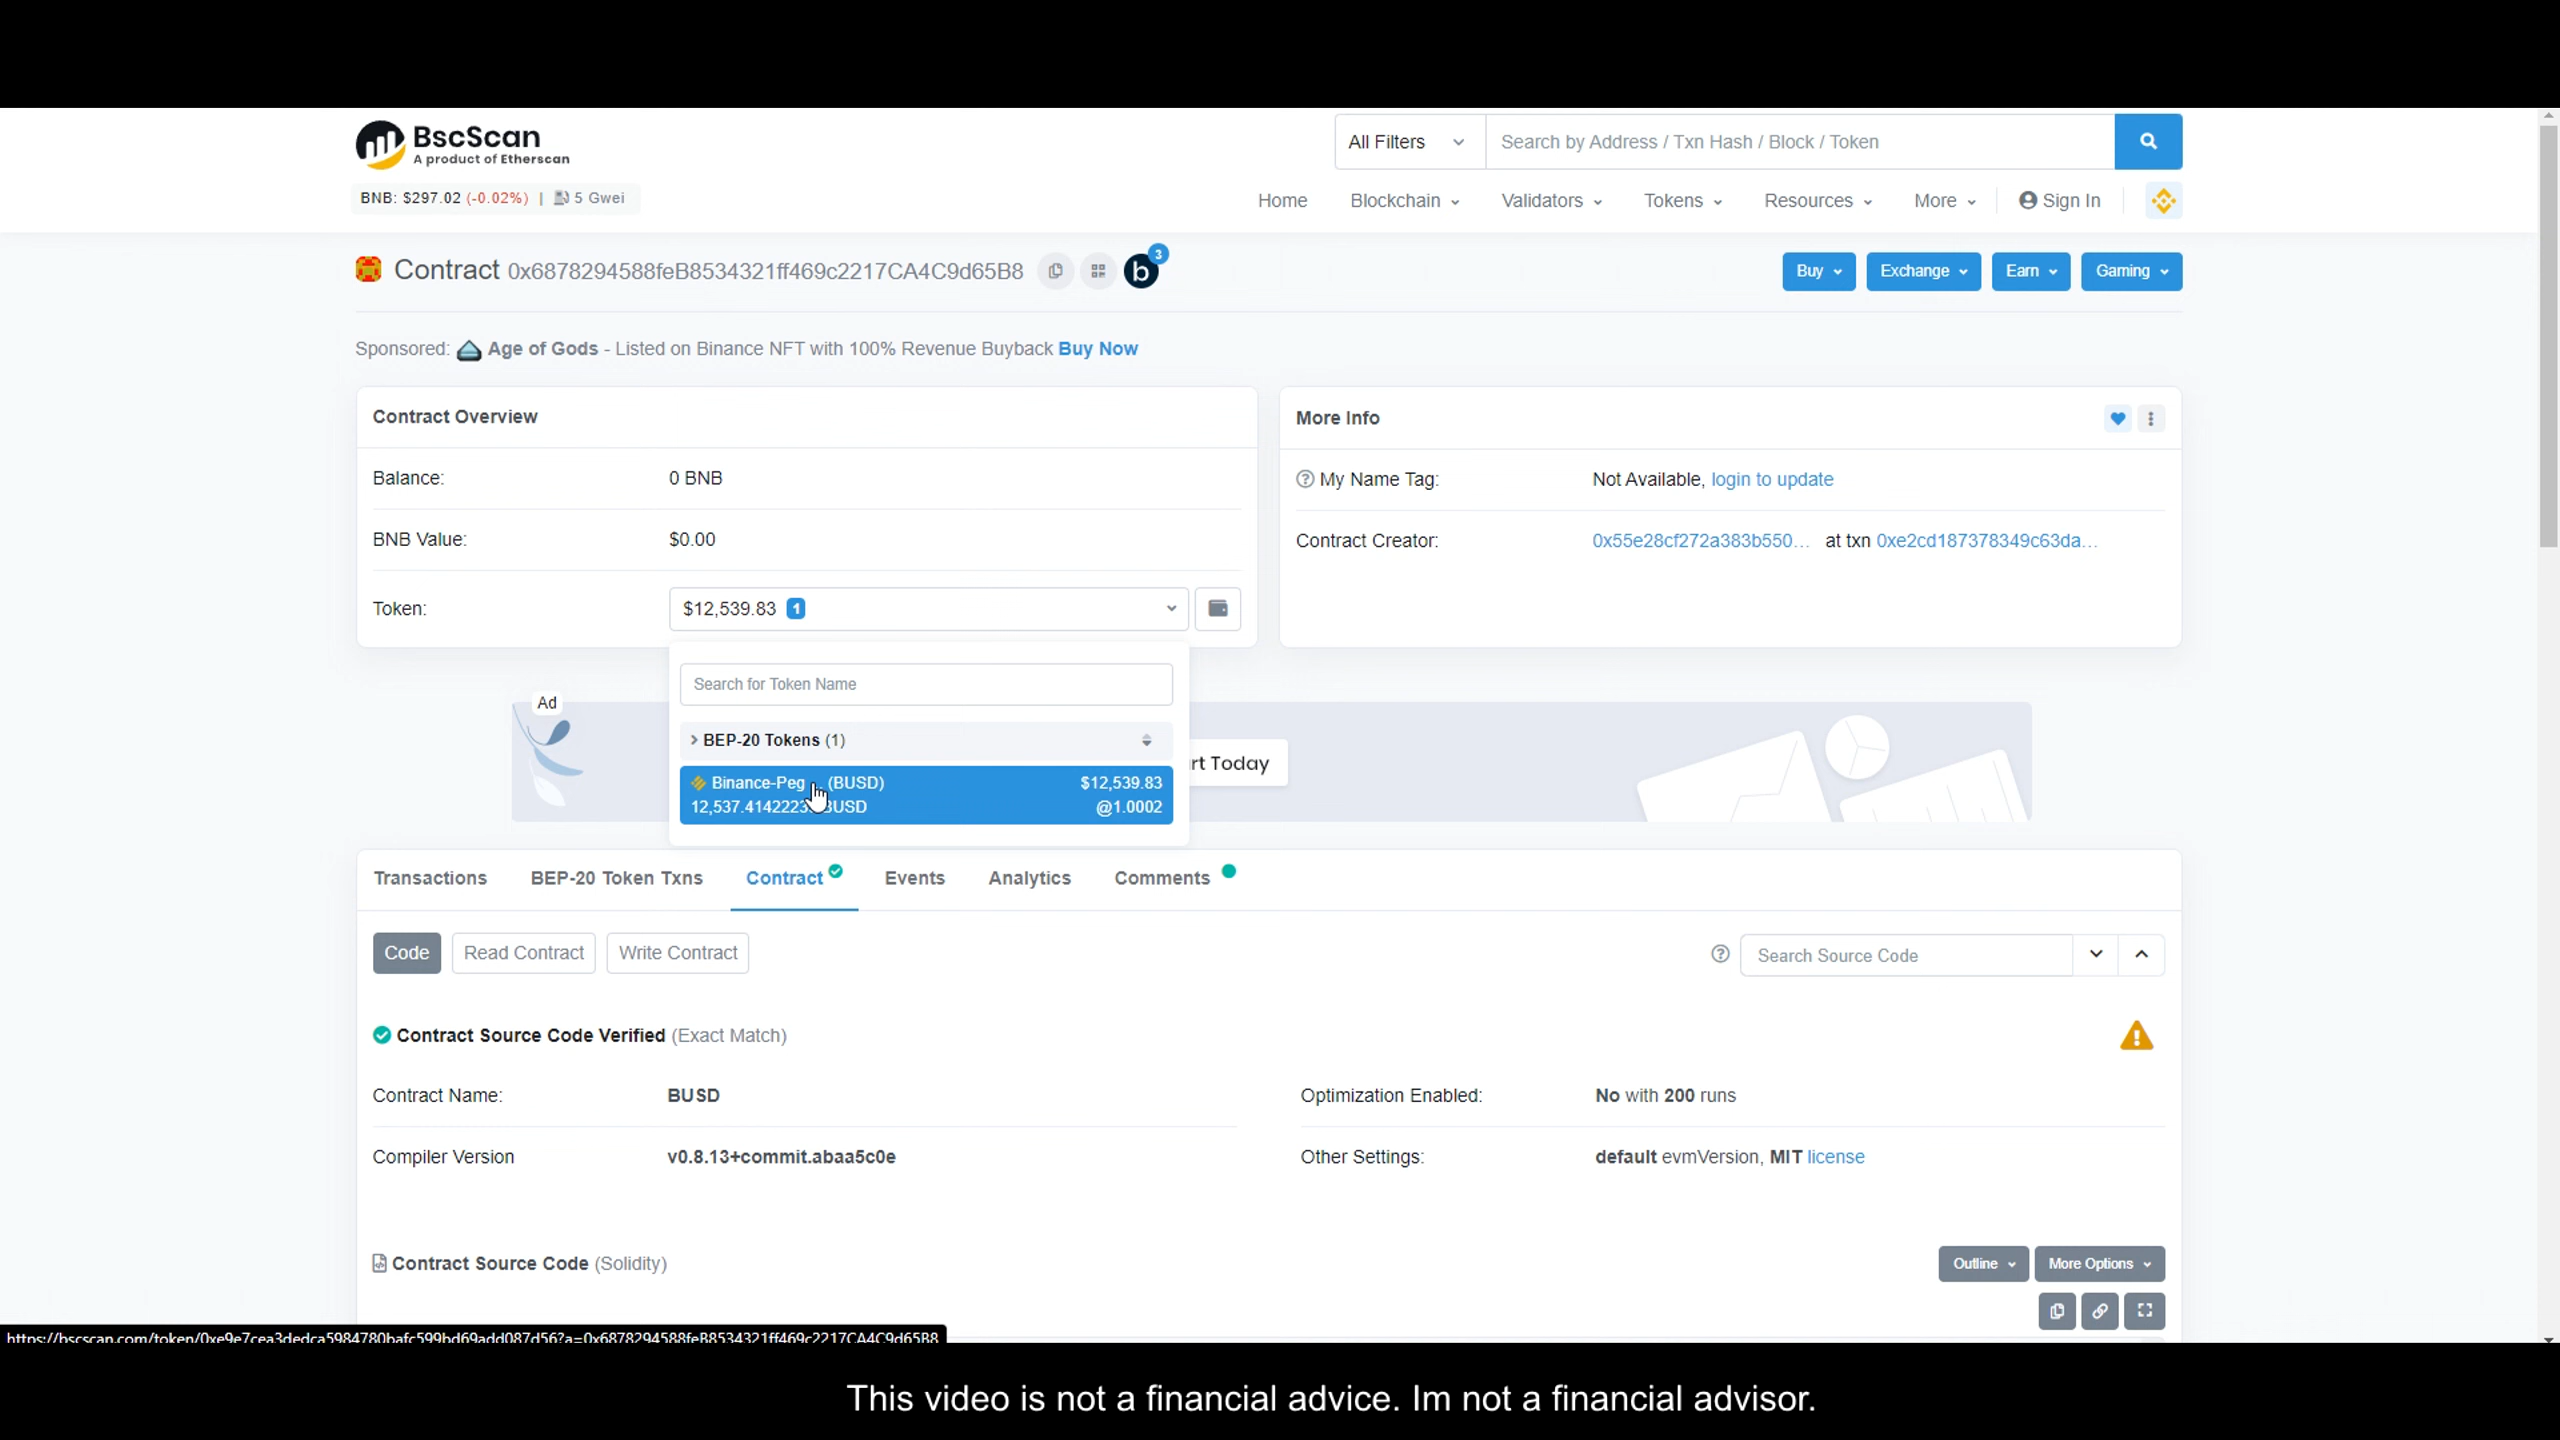 BscScan
A product of Etherscan
All Filters
Search by Address / Txn Hash / Block / Token
BNB: $297.02 (-0.02%) | 5 Gwei
Home Blockchain Validators Tokens Resources More Sign In
Contract 0x6878294588feB8534321ff469c2217CA4C9d65B8
b 3
Buy Exchange Earn Gaming
Sponsored: Age of Gods - Listed on Binance NFT with 100% Revenue Buyback Buy Now
Contract Overview
Balance: 0 BNB
BNB Value: $0.00
Token: $12,539.83 1
More Info
My Name Tag: Not Available, login to update
Contract Creator: 0x55e28cf272a383b550... at txn 0xe2cd187378349c63da...
Search for Token Name
Ad
BEP-20 Tokens (1)
Binance-Peg (BUSD) $12,539.83
12,537.4142223 BUSD @1.0002
rt Today
Transactions BEP-20 Token Txns Contract Events Analytics Comments
Code Read Contract Write Contract
Search Source Code
Contract Source Code Verified (Exact Match)
Contract Name: BUSD
Optimization Enabled: No with 200 runs
Compiler Version v0.8.13+commit.abaa5c0e
Other Settings: default evmVersion, MIT license
Contract Source Code (Solidity)
Outline More Options
https://bscscan.com/token/0xe9e7cea3dedca5984780bafc599bd69add087d56?a=0x6878294588feB8534321ff469c2217CA4C9d65B8
This video is not a financial advice. Im not a financial advisor.